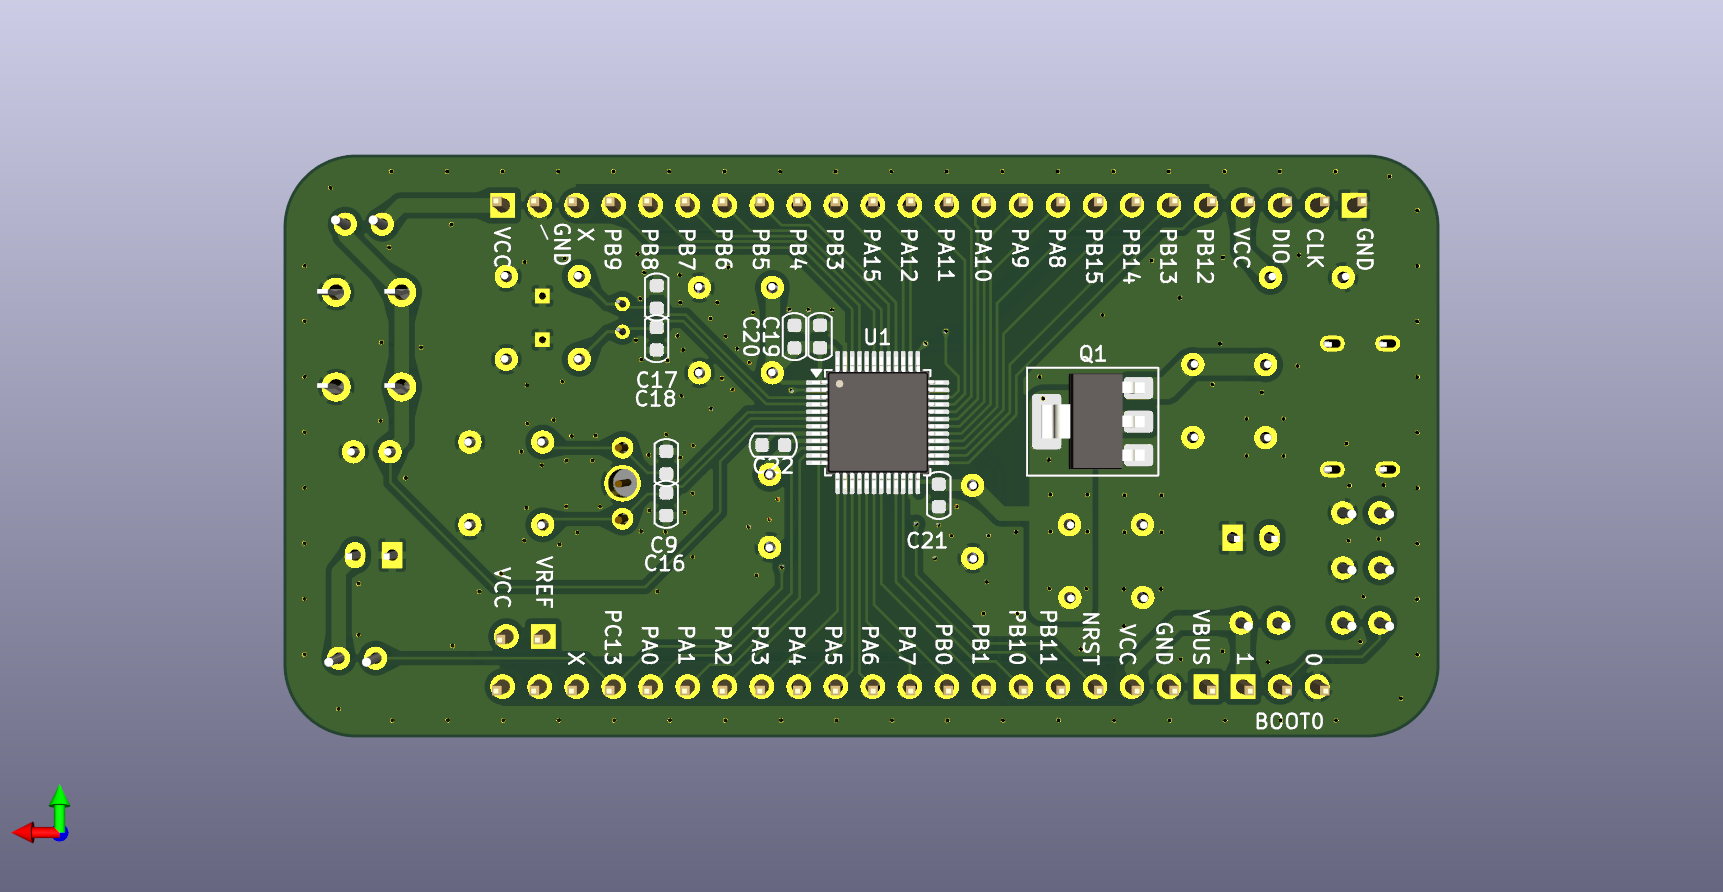 VCC
\
GND
X
PB9
PB8
PB7
PB6
PB5
PB4
PB3
PA15
PA12
PA11
PA10
PA9
PA8
PB15
PB14
PB13
PB12
VCC
DIO
CLK
GND
C20
C19
U1
Q1
C17
C18
C22
C21
C9
C16
VCC
VREF
X
PC13
PA0
PA1
PA2
PA3
PA4
PA5
PA6
PA7
PB0
PB1
PB10
PB11
NRST
VCC
GND
VBUS
1
0
BOOT0